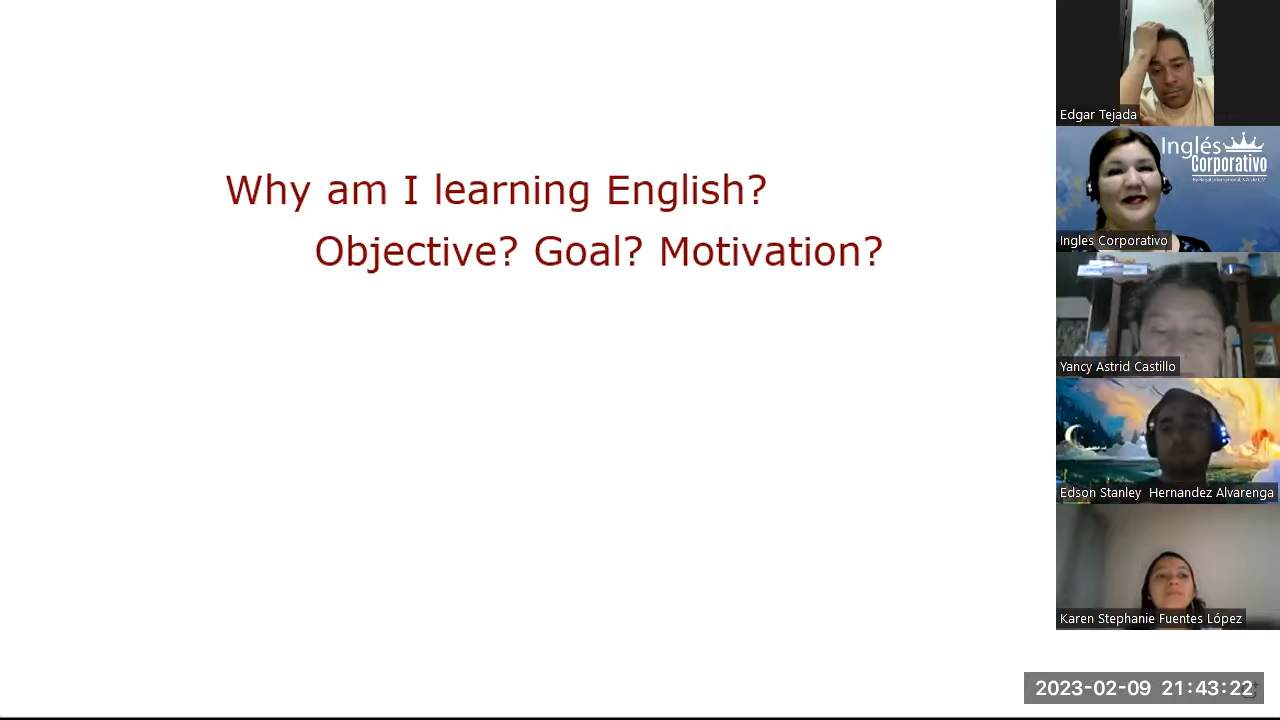 Why am I learning English?
Objective? Goal? Motivation?
Edgar Tejada
Inglés
Corporativo
Ingles Corporativo
Yancy Astrid Castillo
Edson Stanley Hernandez Alvarenga
Karen Stephanie Fuentes López
2023-02-09 21:43:22